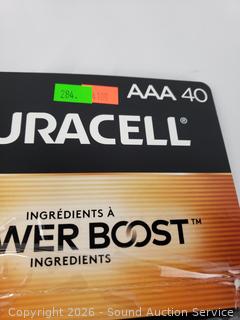 AAA 40
284.
URACELL®
INGRÉDIENTS À
WER BOOST™
INGREDIENTS
Copyright 2026 - Sound Auction Service